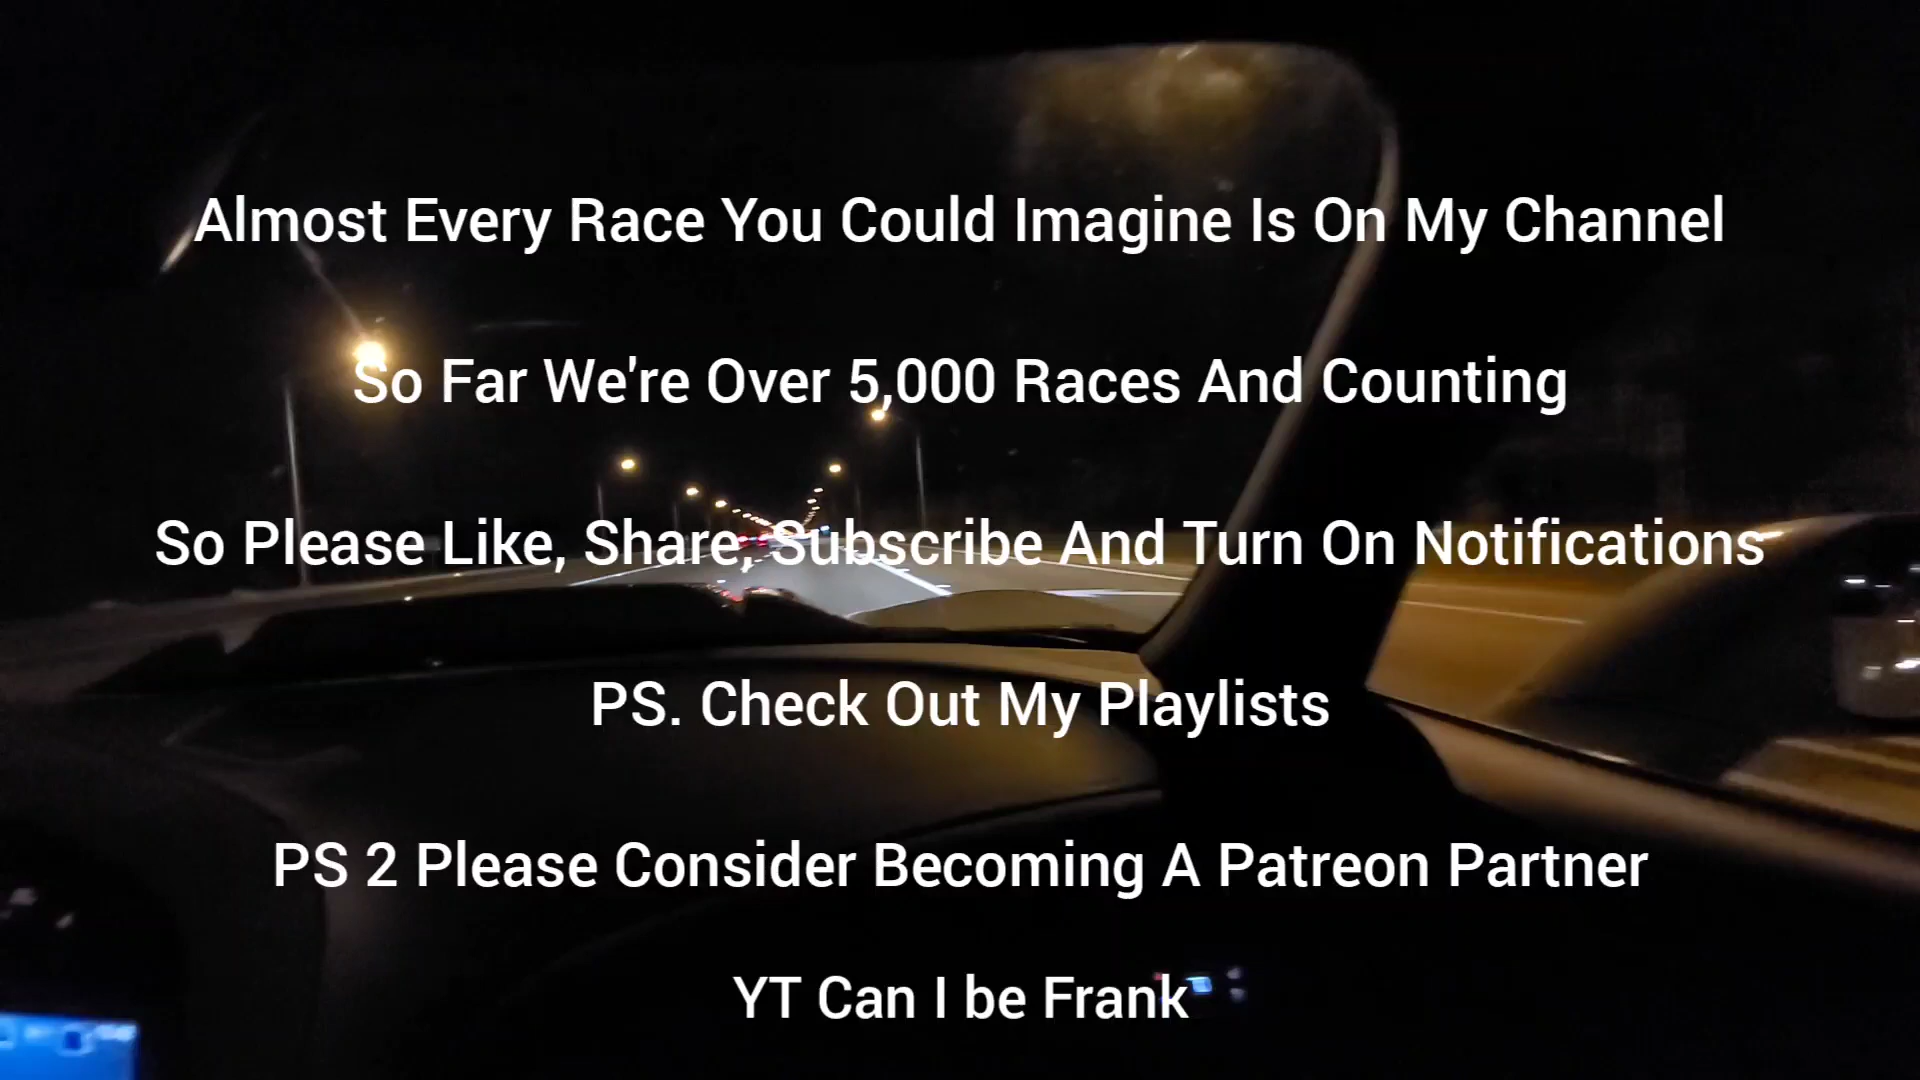 Almost Every Race You Could Imagine Is On My Channel
So Far We're Over 5,000 Races And Counting
So Please Like, Share, Subscribe And Turn On Notifications
PS. Check Out My Playlists
PS 2 Please Consider Becoming A Patreon Partner
YT Can I be Frank